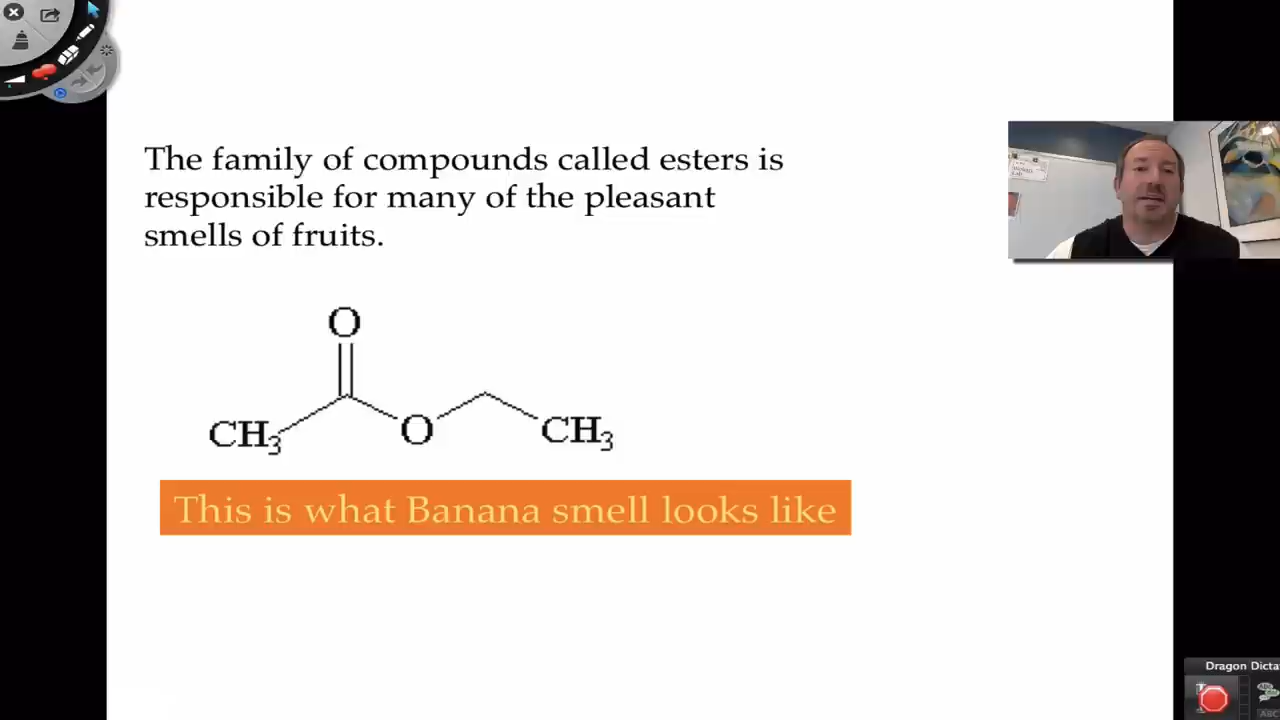 The family of compounds called esters is
responsible for many of the pleasant
smells of fruits.
O
CH3
O
CH3
This is what Banana smell looks like
Dragon Dicta
ABC